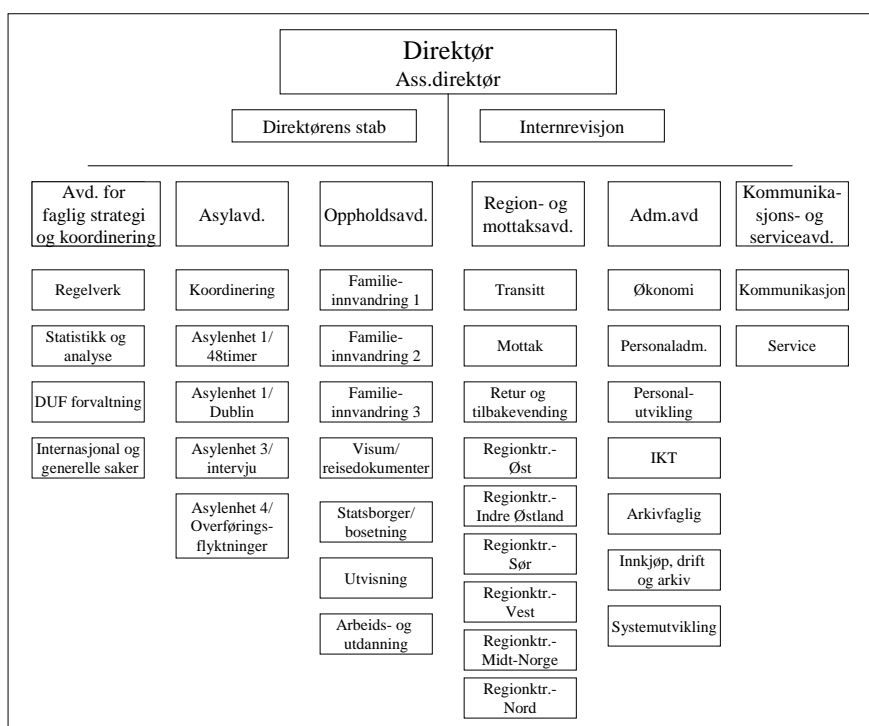 Direktør
Ass.direktør
Direktørens stab
Internrevisjon
Avd. for
faglig strategi
og koordinering
Asylavd.
Oppholdsavd.
Region- og
mottaksavd.
Adm.avd
Kommunika-
sjons- og
serviceavd.
Regelverk
Statistikk og
analyse
DUF forvaltning
Internasjonal og
generelle saker
Koordinering
Asylenhet 1/
48timer
Asylenhet 1/
Dublin
Asylenhet 3/
intervju
Asylenhet 4/
Overførings-
flyktninger
Familie-
innvandring 1
Familie-
innvandring 2
Familie-
innvandring 3
Visum/
reisedokumenter
Statsborger/
bosetning
Utvisning
Arbeids- og
utdanning
Transitt
Mottak
Retur og
tilbakevending
Regionktr.-
Øst
Regionktr.-
Indre Østland
Regionktr.-
Sør
Regionktr.-
Vest
Regionktr.-
Midt-Norge
Regionktr.-
Nord
Økonomi
Personaladm.
Personal-
utvikling
IKT
Arkivfaglig
Innkjøp, drift
og arkiv
Systemutvikling
Kommunikasjon
Service